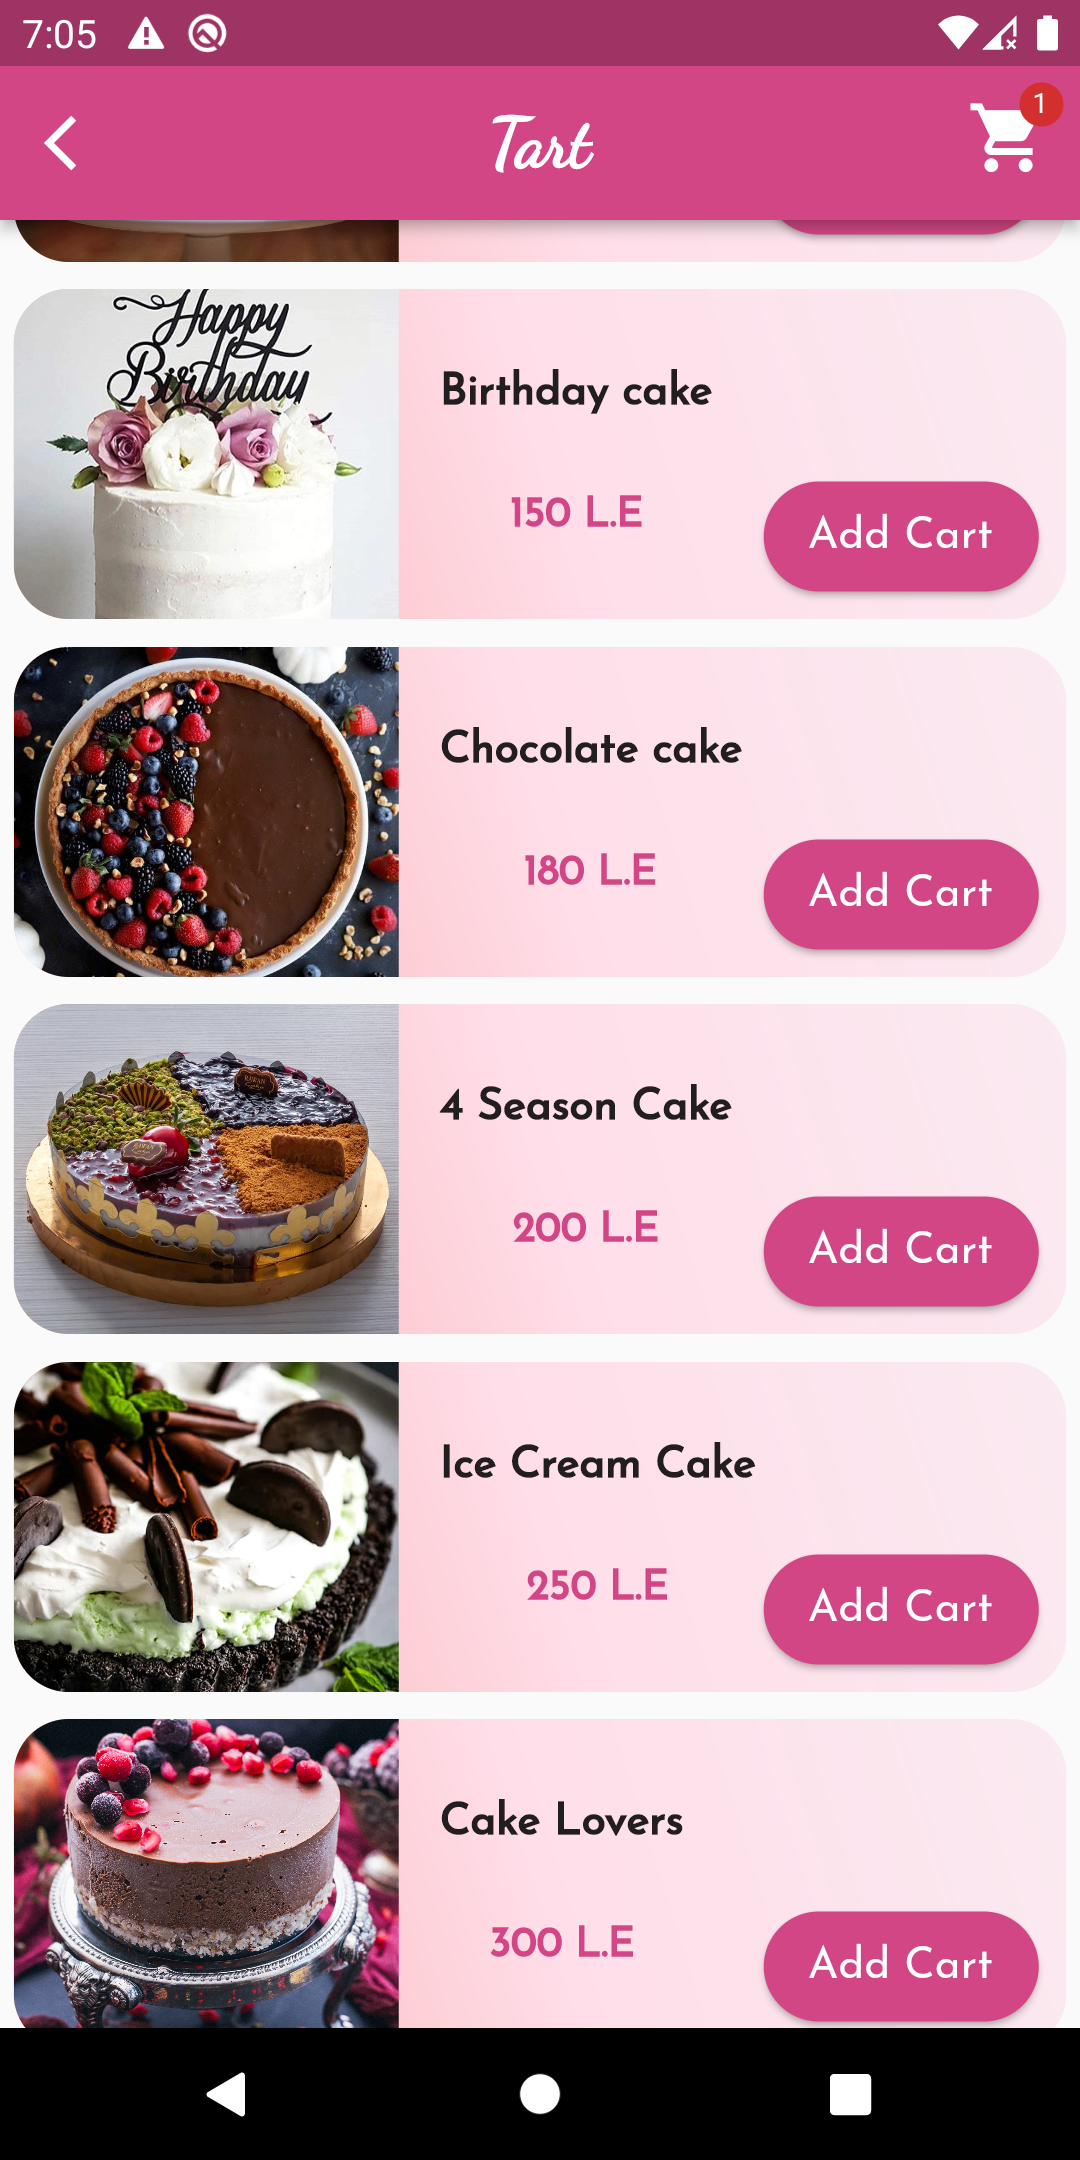 7:05
Tart
1
Happy
Birthday
Birthday cake
150 L.E
Add Cart
Chocolate cake
180 L.E
Add Cart
4 Season Cake
200 L.E
Add Cart
Ice Cream Cake
250 L.E
Add Cart
Cake Lovers
300 L.E
Add Cart